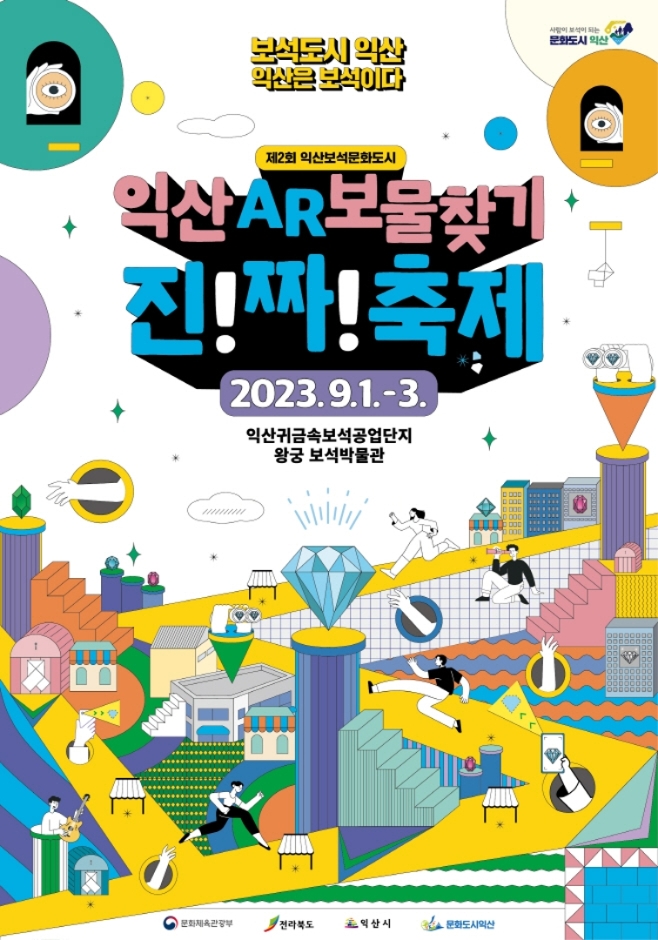 보석도시 익산
익산은 보석이다
사람이 보석이 되는
문화도시 익산
제2회 익산보석문화도시
익산AR보물찾기
진!짜!축제
2023. 9.1.-3.
익산귀금속보석공업단지
왕궁 보석박물관
문화체육관광부
전라북도
익산시
문화도시익산